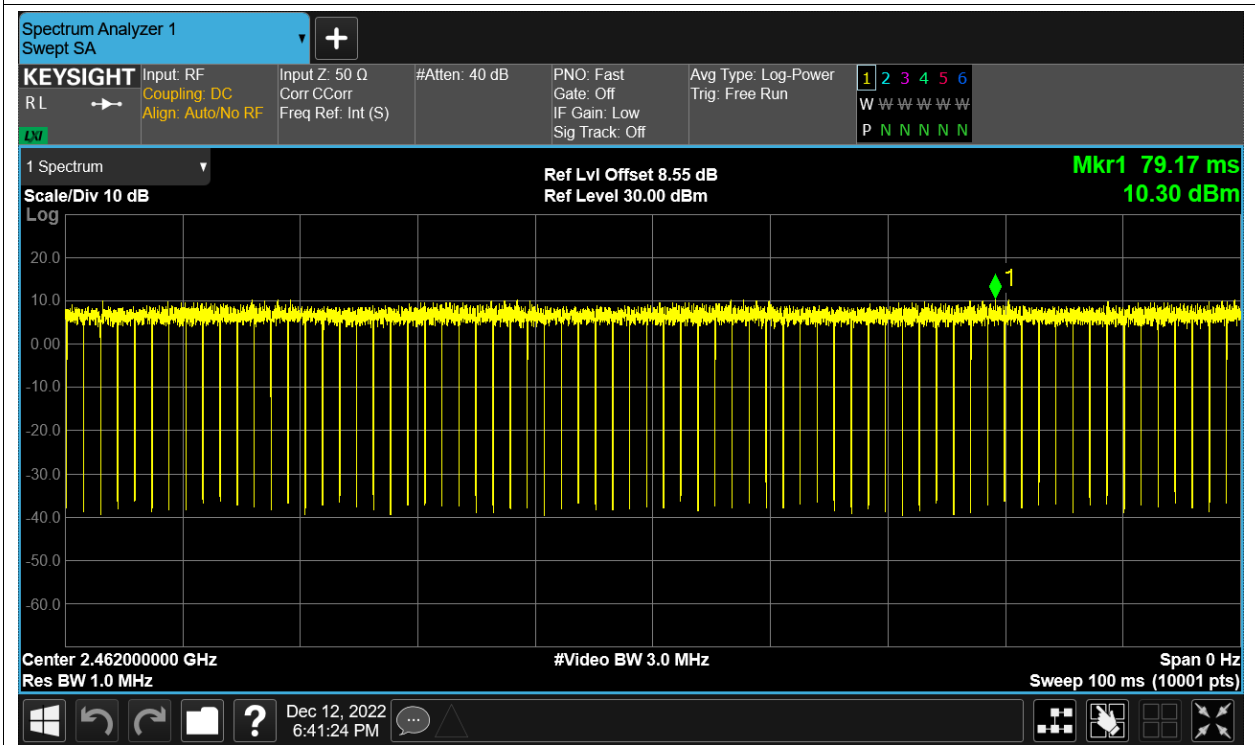 Spectrum Analyzer 1
Swept SA
KEYSIGHT
R L
LXI
Input: RF
Coupling: DC
Align: Auto/No RF
Input Z: 50 Ω
Corr CCorr
Freq Ref: Int (S)
#Atten: 40 dB
PNO: Fast
Gate: Off
IF Gain: Low
Sig Track: Off
Avg Type: Log-Power
Trig: Free Run
1 2 3 4 5 6
W W W W W W
P N N N N N
1 Spectrum
Scale/Div 10 dB
Log
Ref Lvl Offset 8.55 dB
Ref Level 30.00 dBm
Mkr1 79.17 ms
10.30 dBm
1
20.0
10.0
0.00
-10.0
-20.0
-30.0
-40.0
-50.0
-60.0
Center 2.462000000 GHz
Res BW 1.0 MHz
#Video BW 3.0 MHz
Span 0 Hz
Sweep 100 ms (10001 pts)
?
Dec 12, 2022
6:41:24 PM